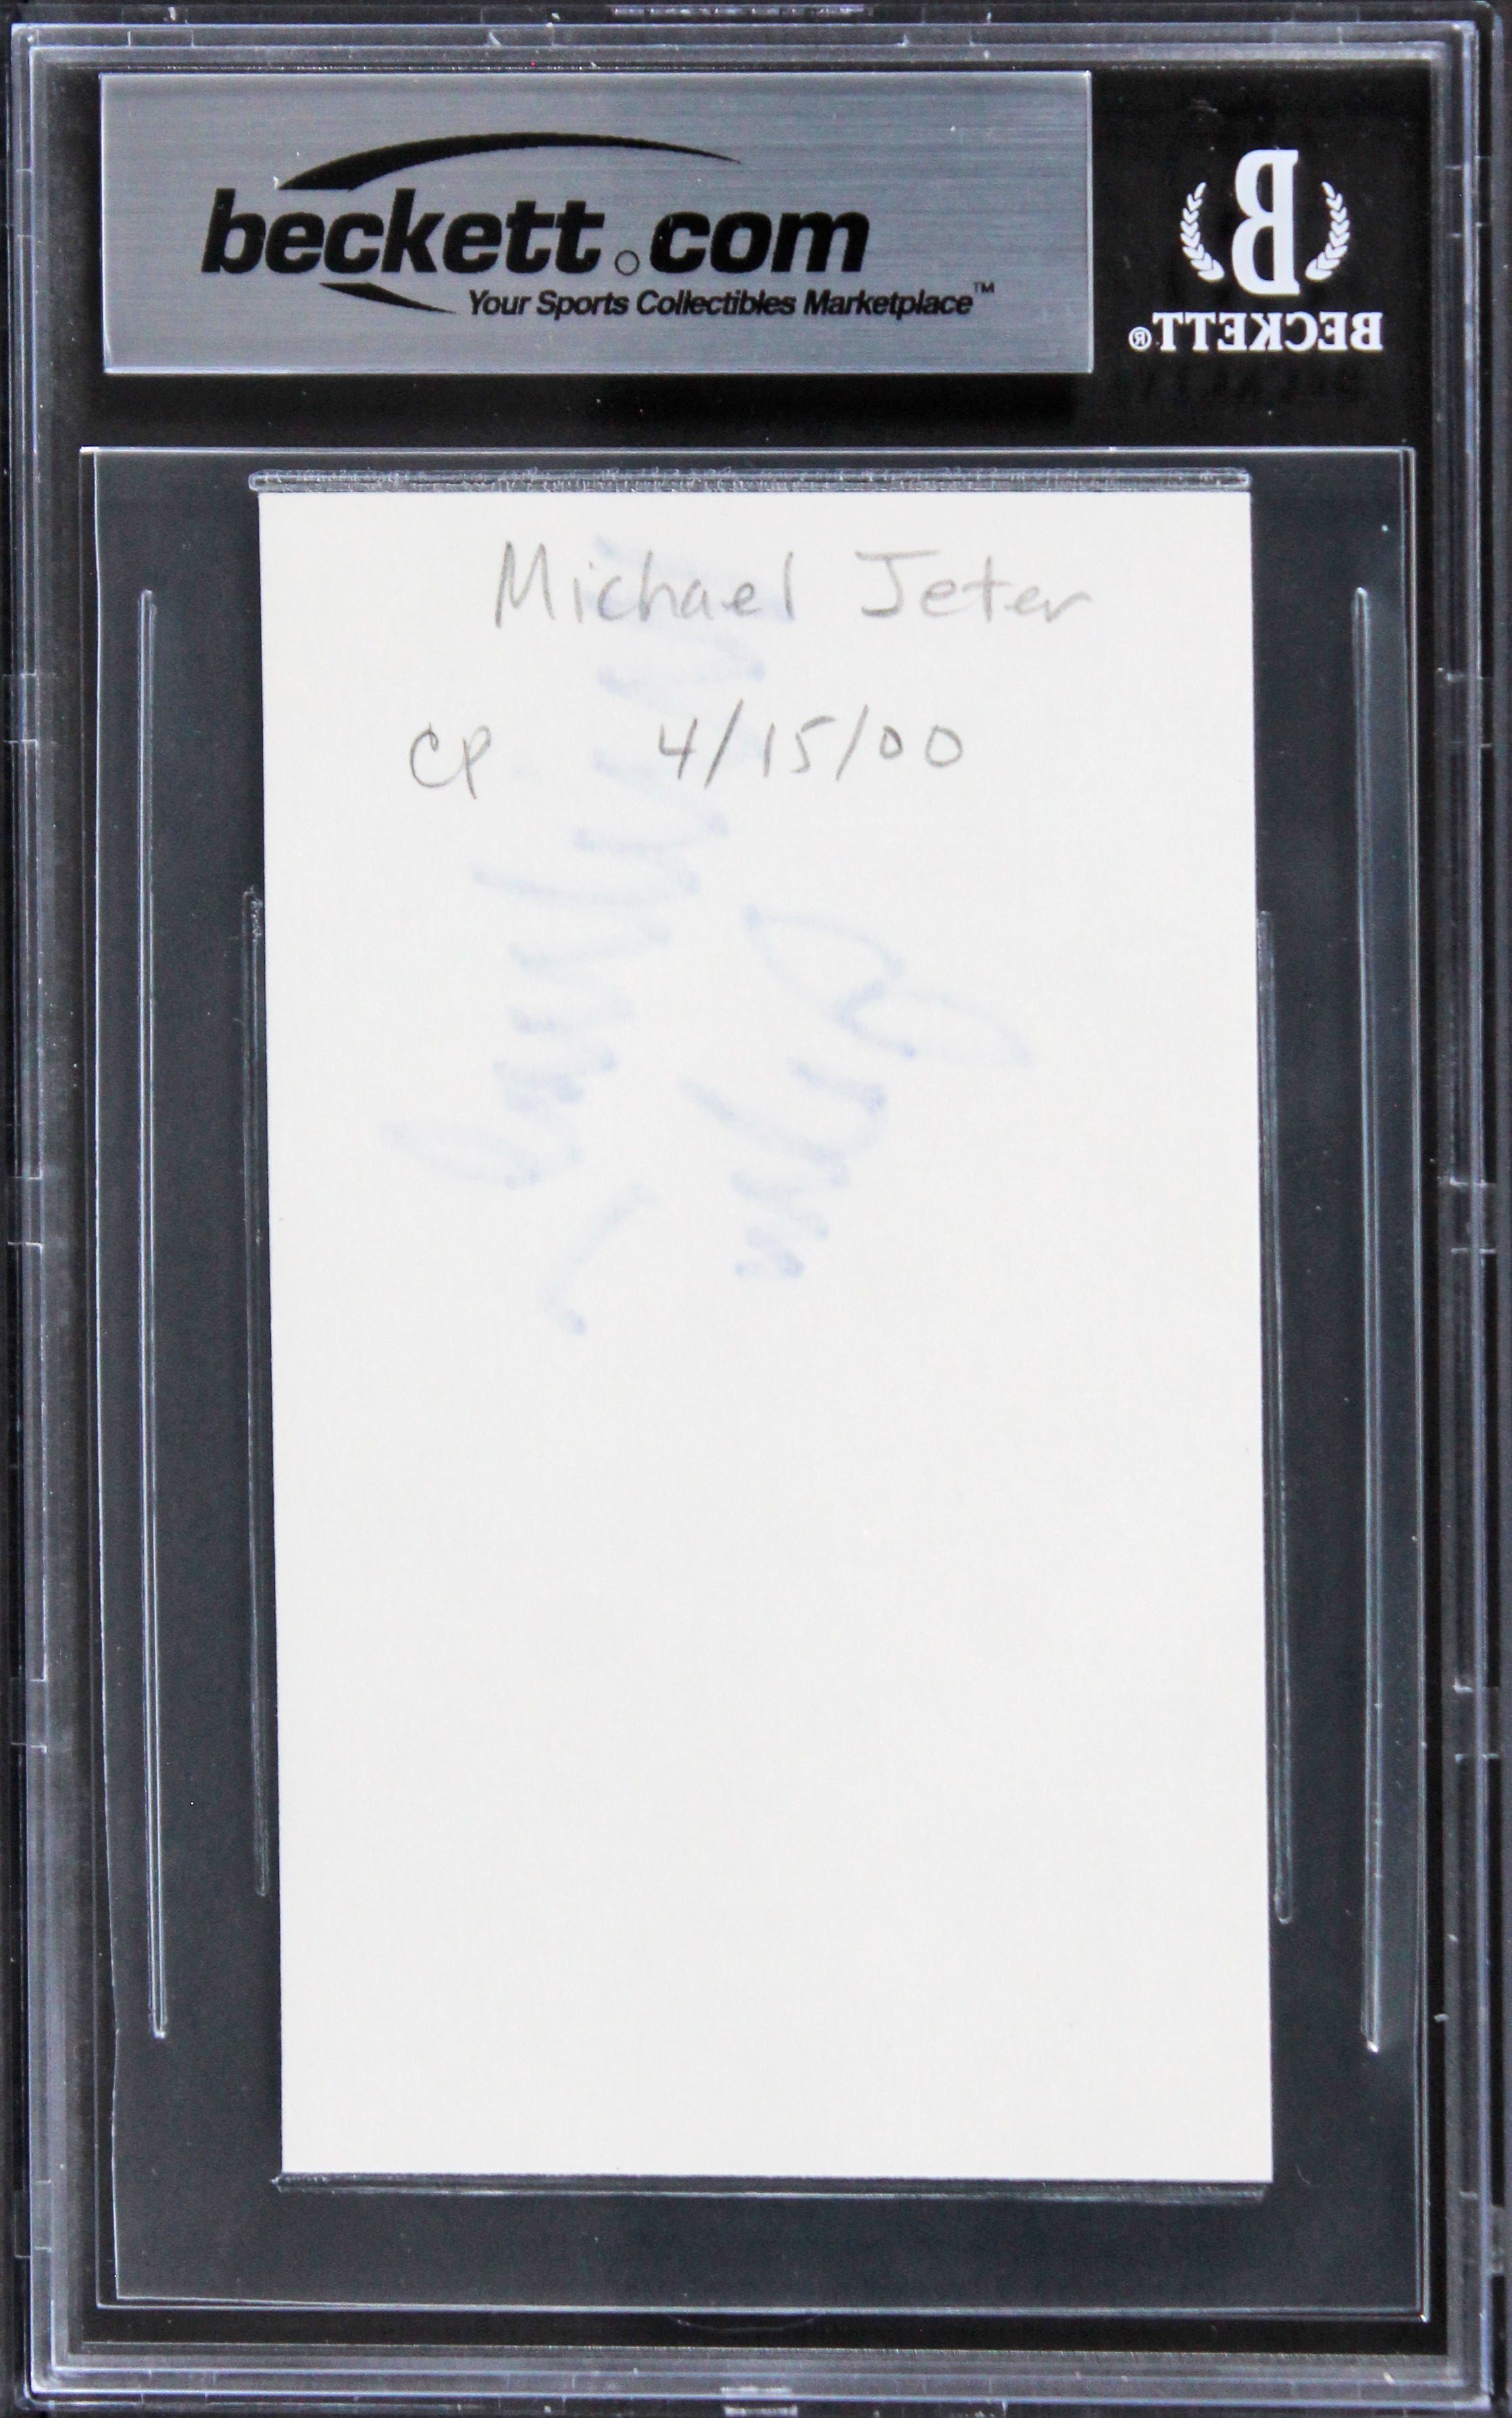 beckett.com
Your Sports Collectibles Marketplace™
B
BECKETT®
Michael Jeter
CP 4/15/00